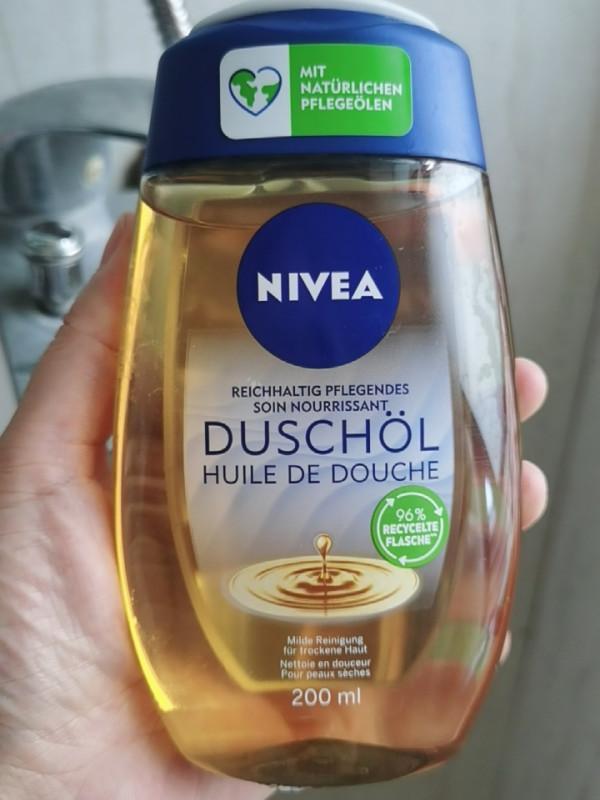 MIT
NATÜRLICHEN
PFLEGEÖLEN
NIVEA
REICHHALTIG PFLEGENDES
SOIN NOURRISSANT
DUSCHÖL
HUILE DE DOUCHE
96%
RECYCELTE
FLASCHE**
Milde Reinigung
für trockene Haut
Nettoie en douceur
Pour peaux sèches
200 ml